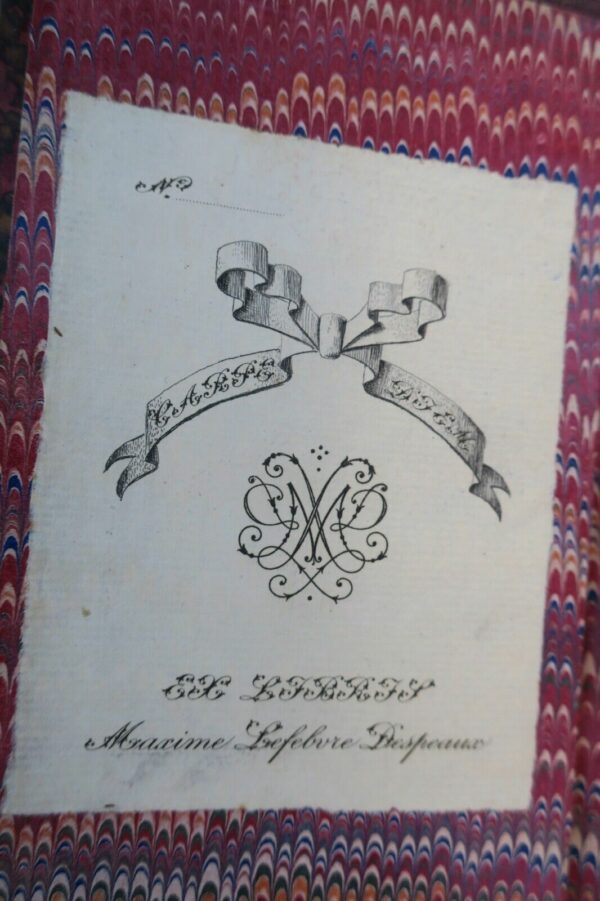 N.º
CARPE DIEM
EX LIBRIS
Maxime Lefebvre Despeaux